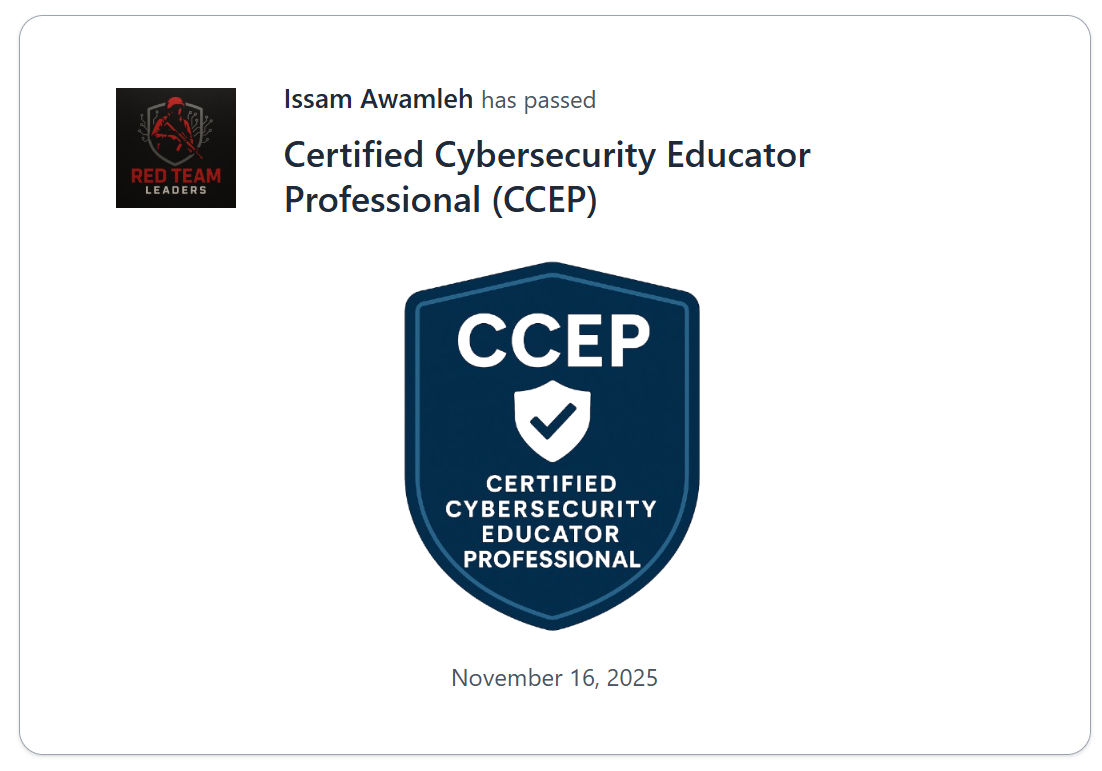 RED TEAM
LEADERS
Issam Awamleh has passed
Certified Cybersecurity Educator
Professional (CCEP)
CCEP
CERTIFIED
CYBERSECURITY
EDUCATOR
PROFESSIONAL
November 16, 2025